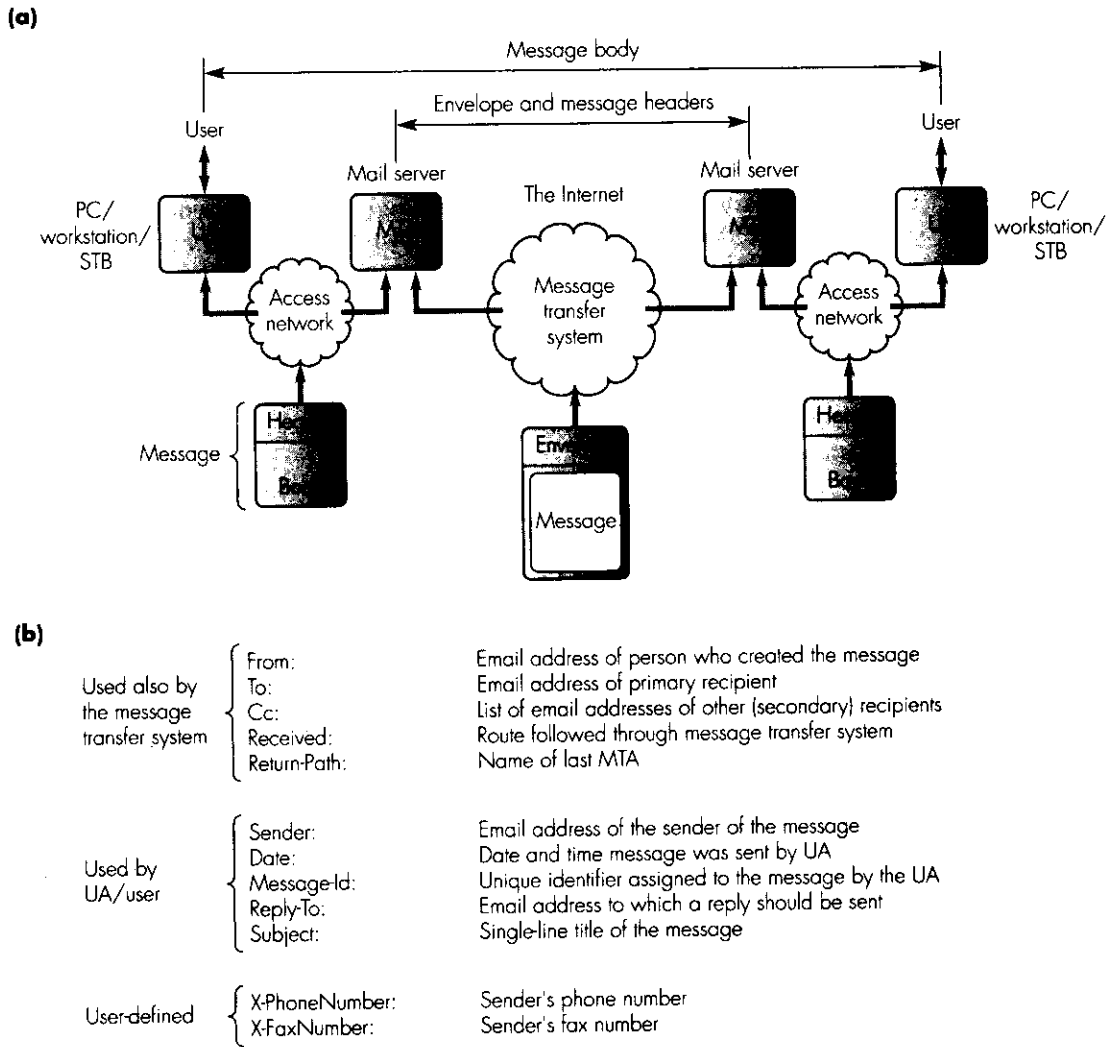 (a)
Message body
Envelope and message headers
User
User
Mail server
Mail server
The Internet
PC/
workstation/
STB
PC/
workstation/
STB
Access
network
Message
transfer
system
Access
network
Message
Message
(b)
Used also by
the message
transfer system
From: Email address of person who created the message
To: Email address of primary recipient
Cc: List of email addresses of other (secondary) recipients
Received: Route followed through message transfer system
Return-Path: Name of last MTA
Used by
UA/user
Sender: Email address of the sender of the message
Date: Date and time message was sent by UA
Message-Id: Unique identifier assigned to the message by the UA
Reply-To: Email address to which a reply should be sent
Subject: Single-line title of the message
User-defined
X-PhoneNumber: Sender's phone number
X-FaxNumber: Sender's fax number